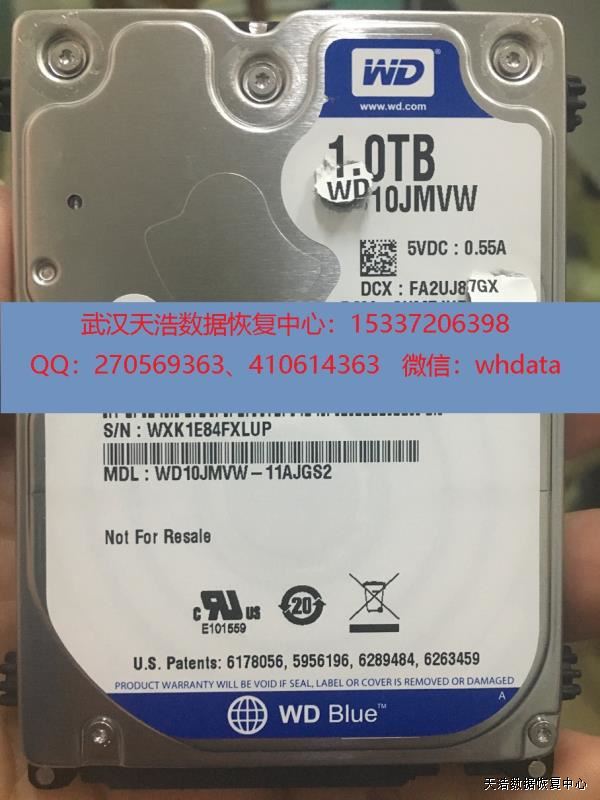 WD®
www.wd.com
1.0TB
WD10JMVW
5VDC : 0.55A
DCX : FA2UJ87GX
武汉天浩数据恢复中心：15337206398
QQ：270569363、410614363 微信：whdata
S/N : WXK1E84FXLUP
MDL : WD10JMVW-11AJGS2
Not For Resale
c RU US
E101559
20
U.S. Patents: 6178056, 5956196, 6289484, 6263459
PRODUCT WARRANTY WILL BE VOID IF SEAL, LABEL OR COVER IS REMOVED OR DAMAGED
A
WD Blue™
天浩数据恢复中心